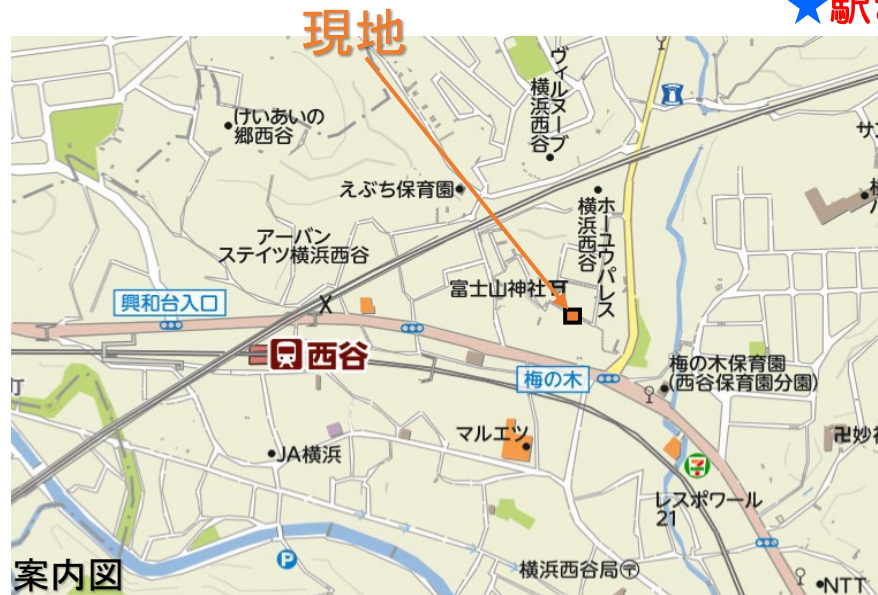 ★駅
現地
ヴィルヌーブ
横浜西谷
けいあいの
郷西谷
えぶち保育園
ホーユウパレス
横浜西谷
アーバン
ステイツ横浜西谷
富士山神社
興和台入口
X
西谷
梅の木
梅の木保育園
(西谷保育園分園)
マルエツ
JA横浜
7
レスポワール
21
P
横浜西谷局
NTT
案内図